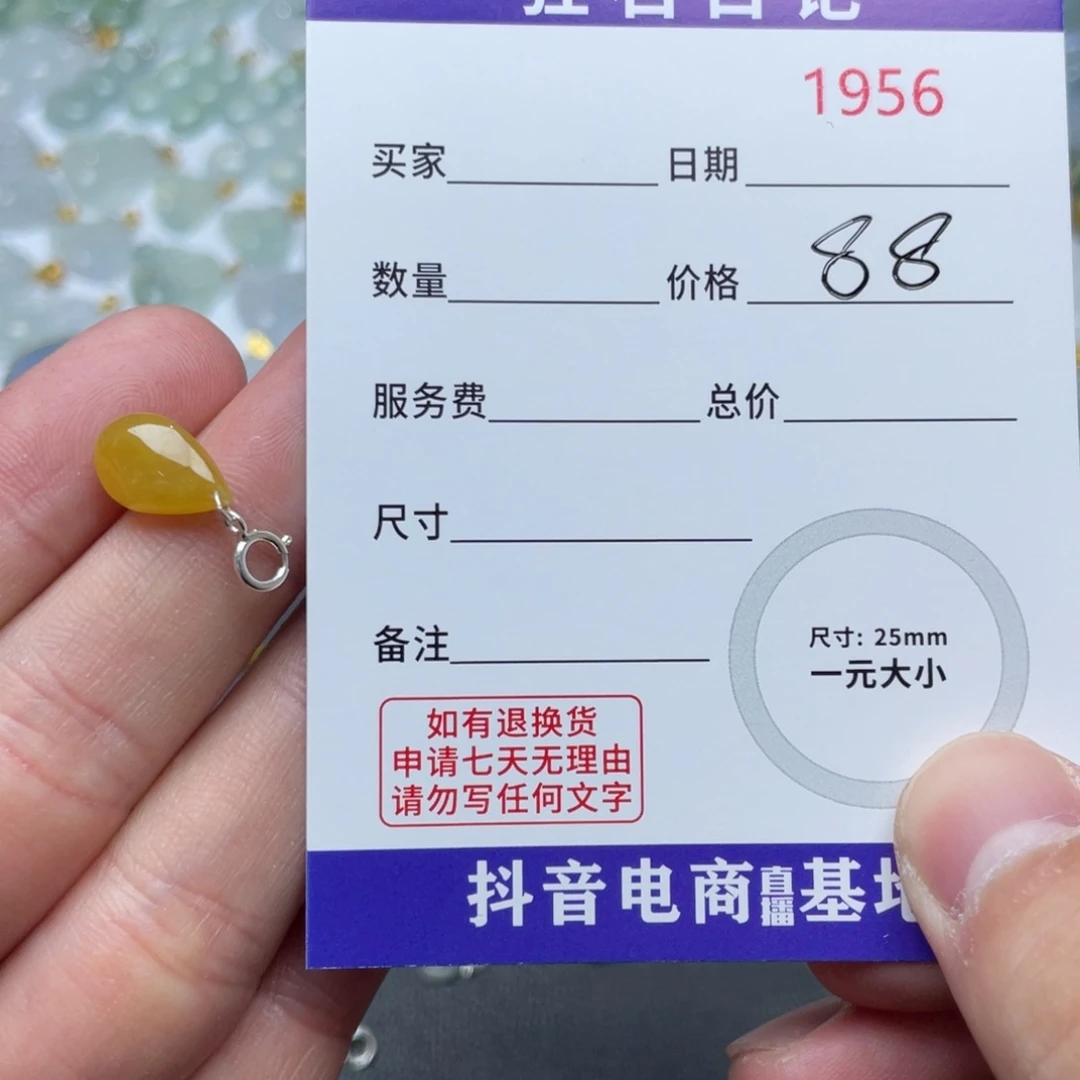 1956
买家 日期
数量 价格 88
服务费 总价
尺寸
备注
尺寸: 25mm
一元大小
如有退换货
申请七天无理由
请勿写任何文字
抖音电商直播基地